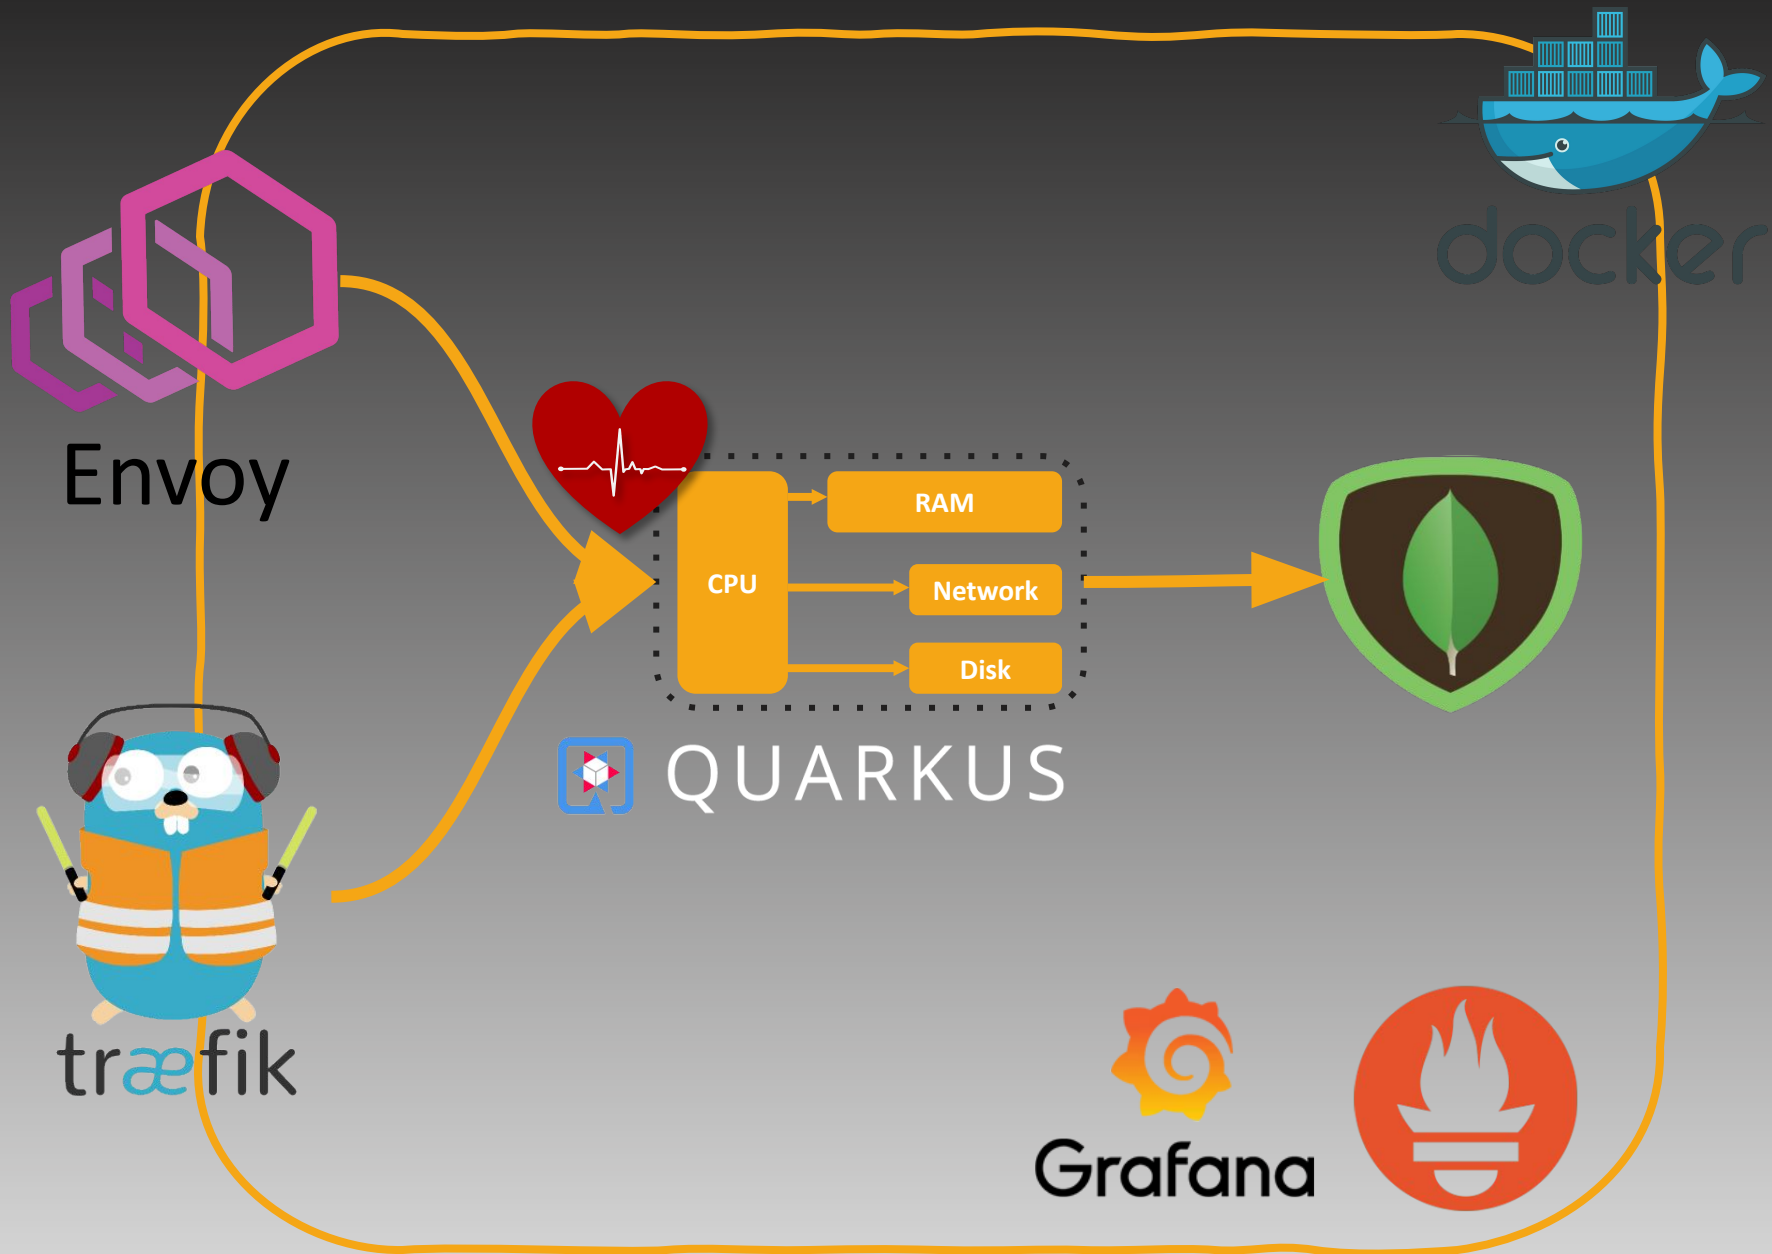 docker
Envoy
RAM
CPU
Network
Disk
QUARKUS
træfik
Grafana